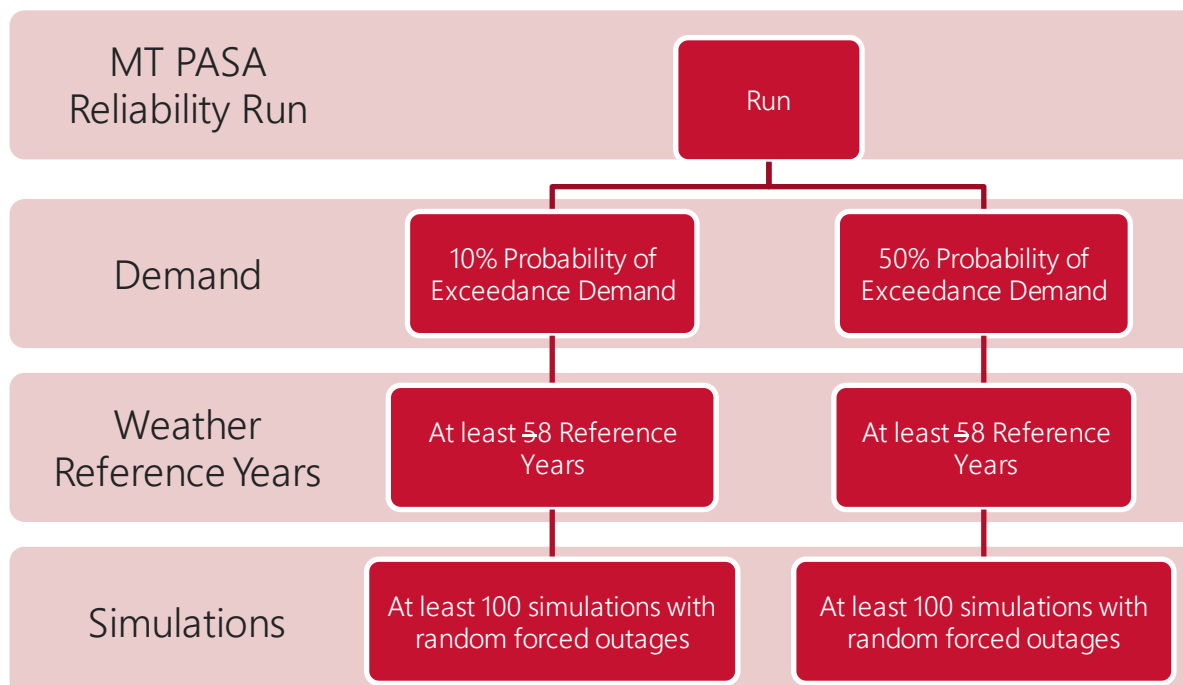 MT PASA
Reliability Run
Run
Demand
10% Probability of
Exceedance Demand
50% Probability of
Exceedance Demand
Weather
Reference Years
At least 58 Reference
Years
At least 58 Reference
Years
Simulations
At least 100 simulations with
random forced outages
At least 100 simulations with
random forced outages